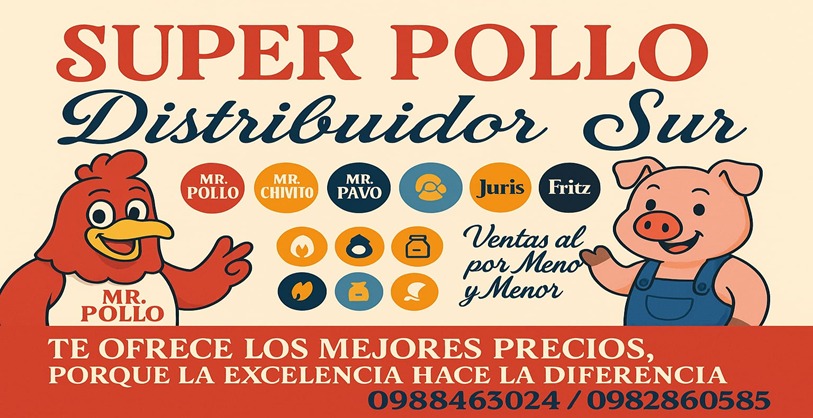 SUPER POLLO
Distribuidor Sur
MR. POLLO
MR. CHIVITO
MR. PAVO
Juris
Fritz
Ventas al
por Meno
y Menor
MR.
POLLO
TE OFRECE LOS MEJORES PRECIOS,
PORQUE LA EXCELENCIA HACE LA DIFERENCIA
0988463024 / 0982860585